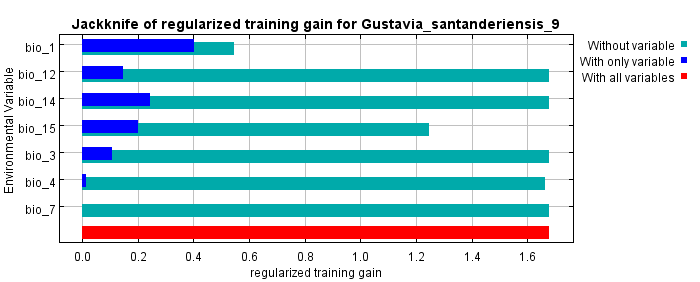 Jackknife of regularized training gain for Gustavia_santanderiensis_9
Environmental Variable
bio_1
bio_12
bio_14
bio_15
bio_3
bio_4
bio_7
0.0 0.2 0.4 0.6 0.8 1.0 1.2 1.4 1.6
regularized training gain
Without variable
With only variable
With all variables